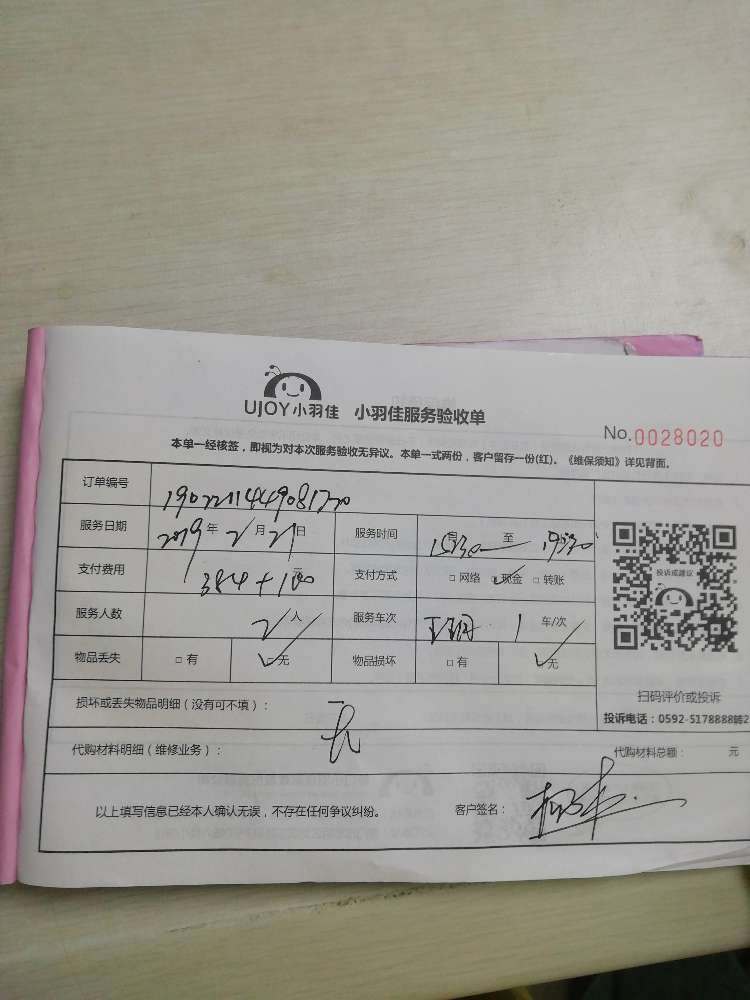 UJOY小羽佳 小羽佳服务验收单
No.0028020
本单一经核签，即视为对本次服务验收无异议。本单一式两份，客户留存一份(红)。《维保须知》详见背面。
订单编号
服务日期 2019年2月21日 服务时间 自 至
支付费用 384+100 元 支付方式 □网络 ☑现金 □转账
服务人数 2人 服务车次 1 车/次
物品丢失 □有 ☑无 物品损坏 □有 ☑无
投诉或建议
扫码评价或投诉
损坏或丢失物品明细（没有可不填）： 无
投诉电话：0592-5178888
代购材料明细（维修业务）： 代购材料总额： 元
以上填写信息已经本人确认无误，不存在任何争议纠纷。 客户签名：